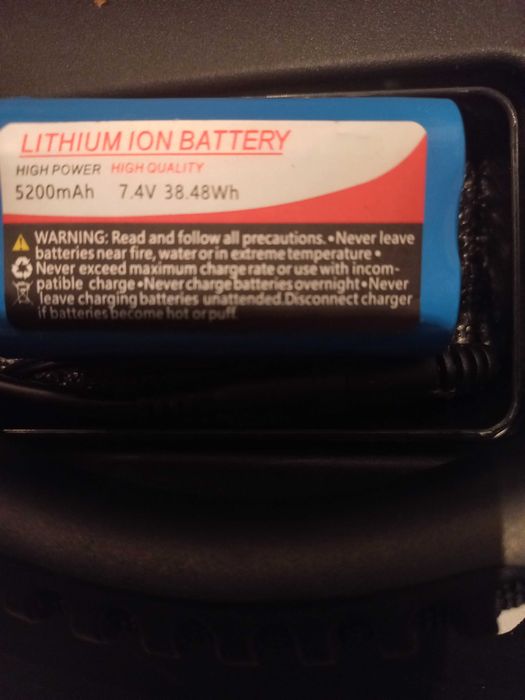 LITHIUM ION BATTERY
HIGH POWER HIGH QUALITY
5200mAh 7.4V 38.48Wh
WARNING: Read and follow all precautions. •Never leave
batteries near fire, water or in extreme temperature •
Never exceed maximum charge rate or use with incom-
patible charge •Never charge batteries overnight •Never
leave charging batteries unattended.Disconnect charger
if batteries become hot or puff.